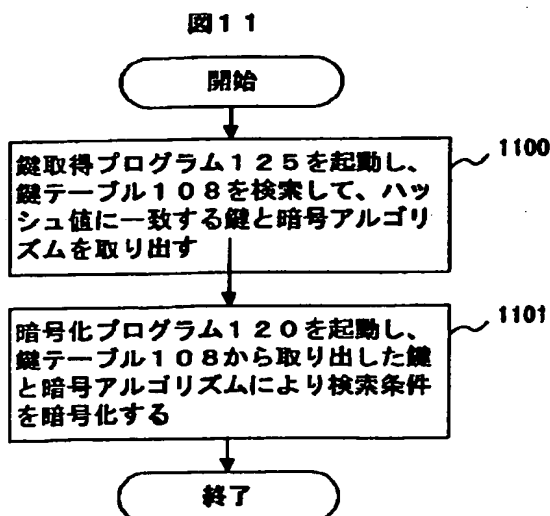 図11
開始
鍵取得プログラム125を起動し、
鍵テーブル108を検索して、ハッ
シュ値に一致する鍵と暗号アルゴリ
ズムを取り出す
1100
暗号化プログラム120を起動し、
鍵テーブル108から取り出した鍵
と暗号アルゴリズムにより検索条件
を暗号化する
1101
終了